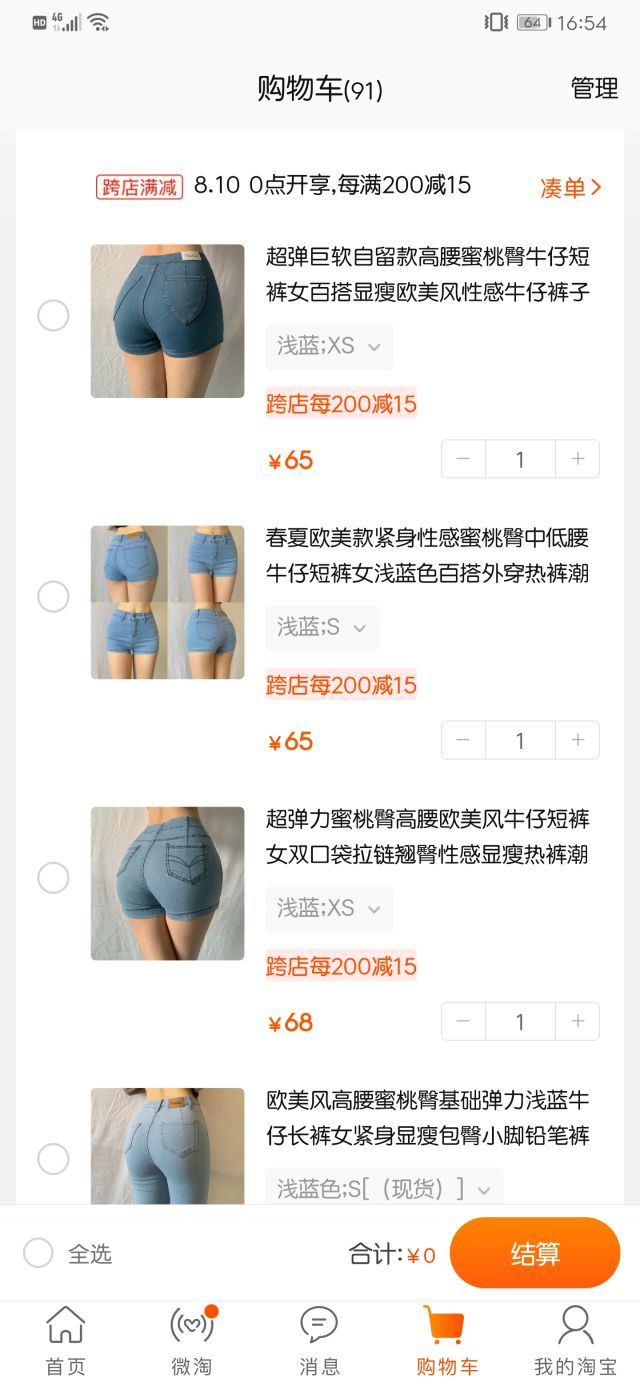 HD 4G 64 16:54
购物车(91) 管理
跨店满减 8.10 0点开享,每满200减15 凑单
超弹巨软自留款高腰蜜桃臀牛仔短
裤女百搭显瘦欧美风性感牛仔裤子
浅蓝;XS
跨店每200减15
¥65 1
春夏欧美款紧身性感蜜桃臀中低腰
牛仔短裤女浅蓝色百搭外穿热裤潮
浅蓝;S
跨店每200减15
¥65 1
超弹力蜜桃臀高腰欧美风牛仔短裤
女双口袋拉链翘臀性感显瘦热裤潮
浅蓝;XS
跨店每200减15
¥68 1
欧美风高腰蜜桃臀基础弹力浅蓝牛
仔长裤女紧身显瘦包臀小脚铅笔裤
浅蓝色;S[（现货）]
全选 合计:¥0 结算
首页 微淘 消息 购物车 我的淘宝